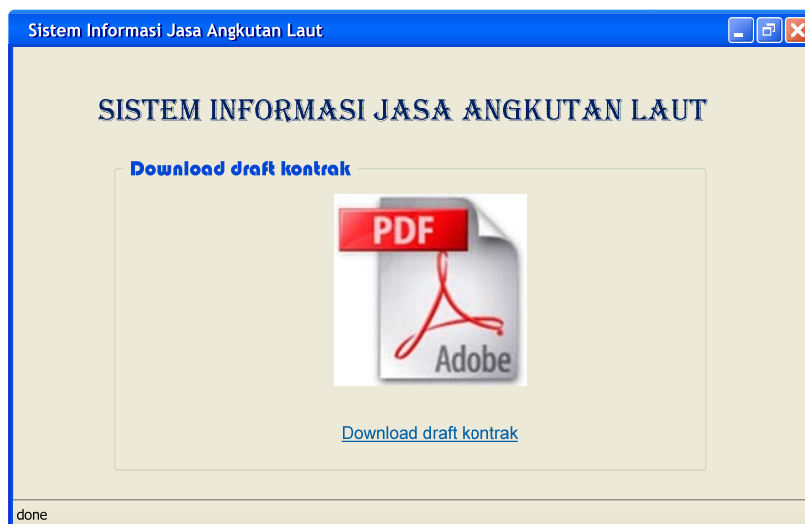 Sistem Informasi Jasa Angkutan Laut
SISTEM INFORMASI JASA ANGKUTAN LAUT
Download draft kontrak
PDF
Adobe
Download draft kontrak
done